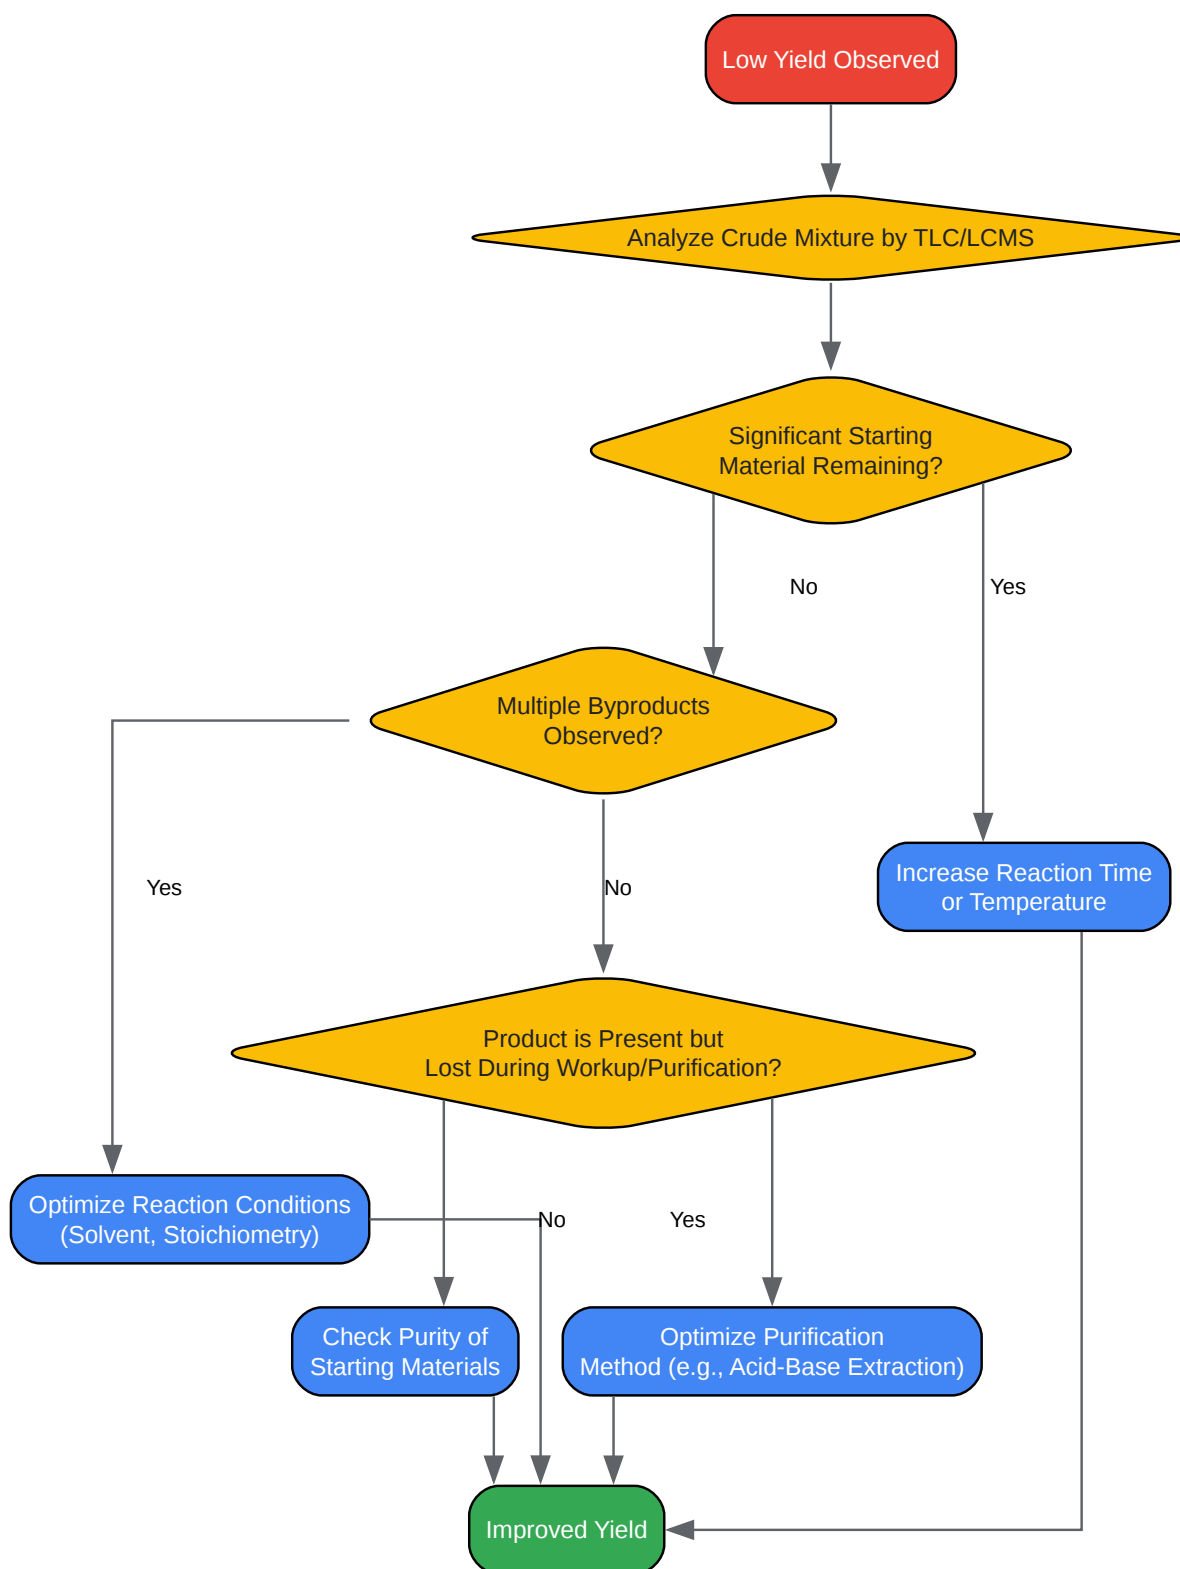 Low Yield Observed
Analyze Crude Mixture by TLC/LCMS
Significant Starting
Material Remaining?
No
Yes
Multiple Byproducts
Observed?
Increase Reaction Time
or Temperature
Yes
No
Product is Present but
Lost During Workup/Purification?
Optimize Reaction Conditions
(Solvent, Stoichiometry)
No
Yes
Check Purity of
Starting Materials
Optimize Purification
Method (e.g., Acid-Base Extraction)
Improved Yield